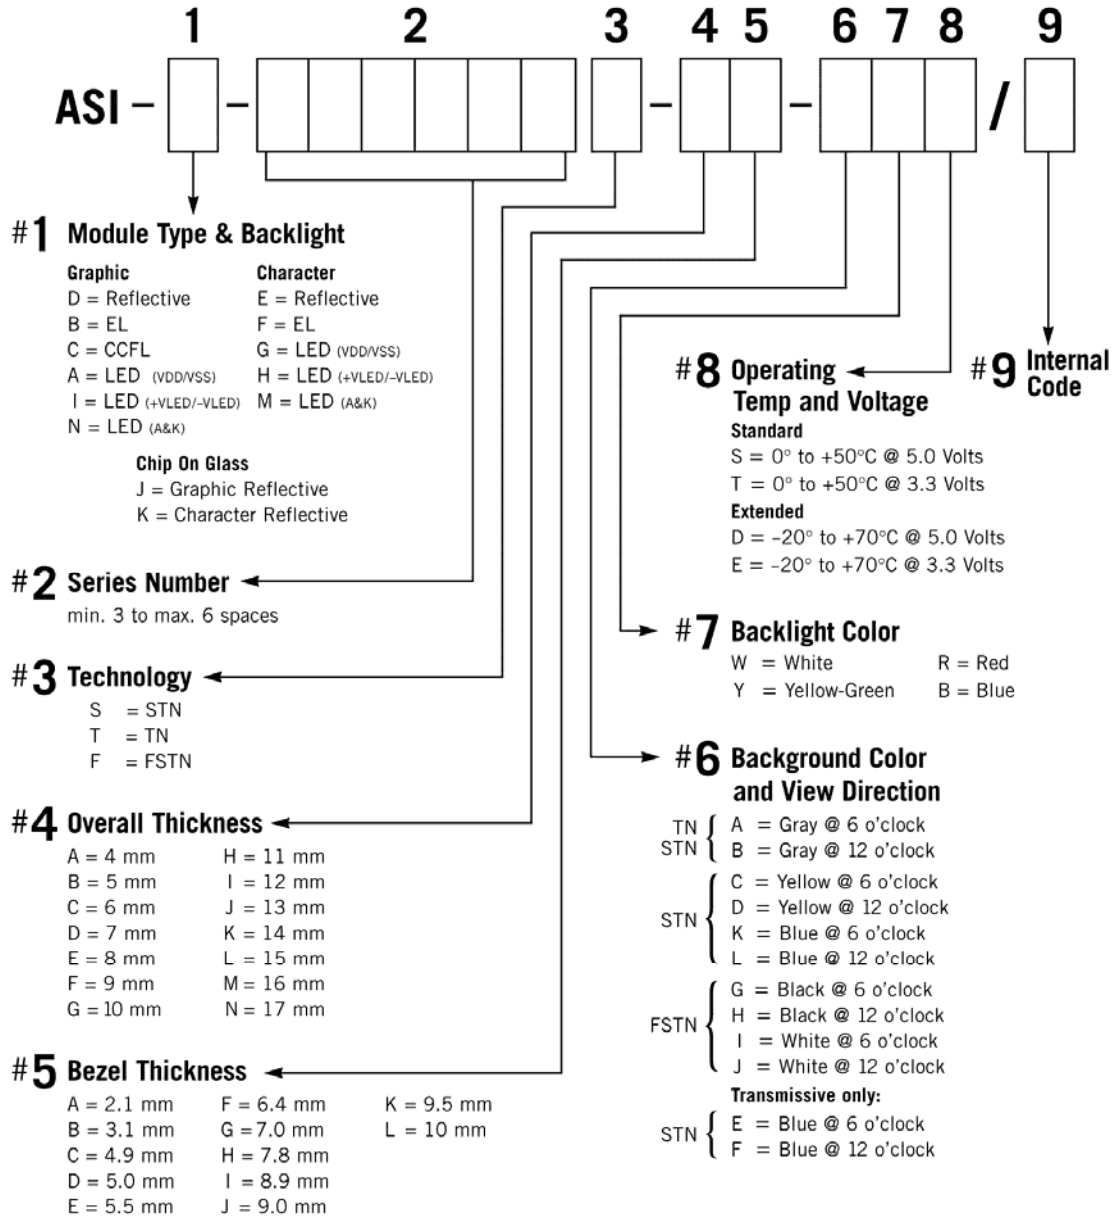 1 2 3 4 5 6 7 8 9
ASI – – – – /
#1 Module Type & Backlight
Graphic Character
D = Reflective E = Reflective
B = EL F = EL
C = CCFL G = LED (VDD/VSS)
A = LED (VDD/VSS) H = LED (+VLED/–VLED)
I = LED (+VLED/–VLED) M = LED (A&K)
N = LED (A&K)
Chip On Glass
J = Graphic Reflective
K = Character Reflective
#2 Series Number
min. 3 to max. 6 spaces
#3 Technology
S = STN
T = TN
F = FSTN
#4 Overall Thickness
A = 4 mm H = 11 mm
B = 5 mm I = 12 mm
C = 6 mm J = 13 mm
D = 7 mm K = 14 mm
E = 8 mm L = 15 mm
F = 9 mm M = 16 mm
G = 10 mm N = 17 mm
#5 Bezel Thickness
A = 2.1 mm F = 6.4 mm K = 9.5 mm
B = 3.1 mm G = 7.0 mm L = 10 mm
C = 4.9 mm H = 7.8 mm
D = 5.0 mm I = 8.9 mm
E = 5.5 mm J = 9.0 mm
#8 Operating
Temp and Voltage
Standard
S = 0° to +50°C @ 5.0 Volts
T = 0° to +50°C @ 3.3 Volts
Extended
D = –20° to +70°C @ 5.0 Volts
E = –20° to +70°C @ 3.3 Volts
#9 Internal
Code
#7 Backlight Color
W = White R = Red
Y = Yellow-Green B = Blue
#6 Background Color
and View Direction
TN A = Gray @ 6 o'clock
STN B = Gray @ 12 o'clock
C = Yellow @ 6 o'clock
STN D = Yellow @ 12 o'clock
K = Blue @ 6 o'clock
L = Blue @ 12 o'clock
G = Black @ 6 o'clock
FSTN H = Black @ 12 o'clock
I = White @ 6 o'clock
J = White @ 12 o'clock
Transmissive only:
STN E = Blue @ 6 o'clock
F = Blue @ 12 o'clock